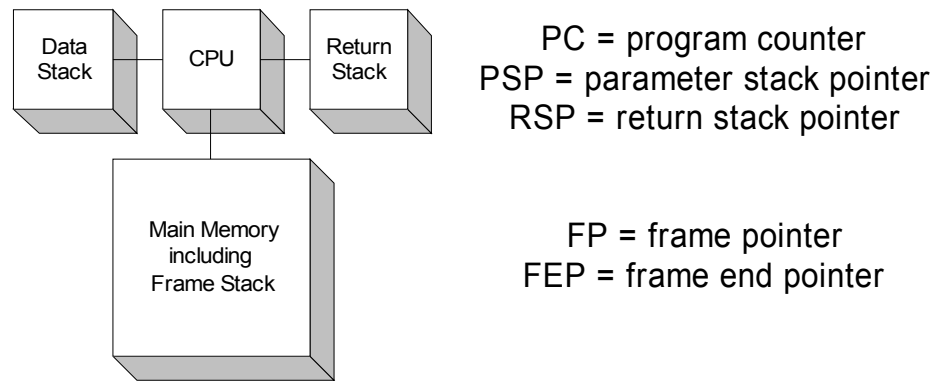 Data
Stack
CPU
Return
Stack
PC = program counter
PSP = parameter stack pointer
RSP = return stack pointer
Main Memory
including
Frame Stack
FP = frame pointer
FEP = frame end pointer